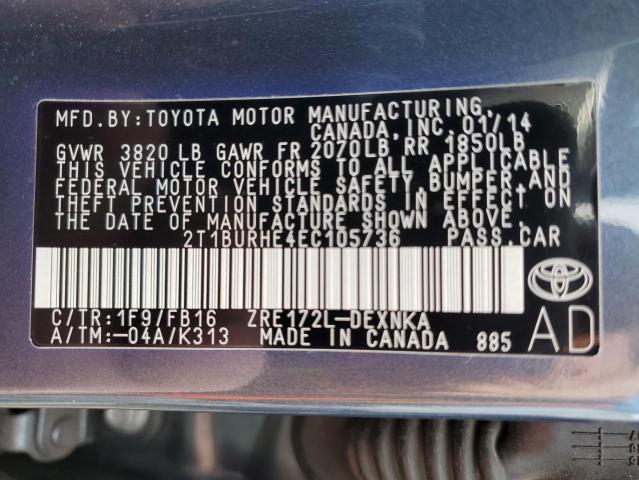 MFD. BY: TOYOTA MOTOR MANUFACTURING
CANADA, INC. 01/14
GVWR 3820 LB GAWR FR 2070LB RR 1850LB
THIS VEHICLE CONFORMS TO ALL APPLICABLE
FEDERAL MOTOR VEHICLE SAFETY, BUMPER, AND
THEFT PREVENTION STANDARDS IN EFFECT ON
THE DATE OF MANUFACTURE SHOWN ABOVE.
2T1BURHE4EC105736 PASS. CAR
C/TR: 1F9/FB16 ZRE172L-DEXNKA
A/TM: -04A/K313 MADE IN CANADA 885
AD